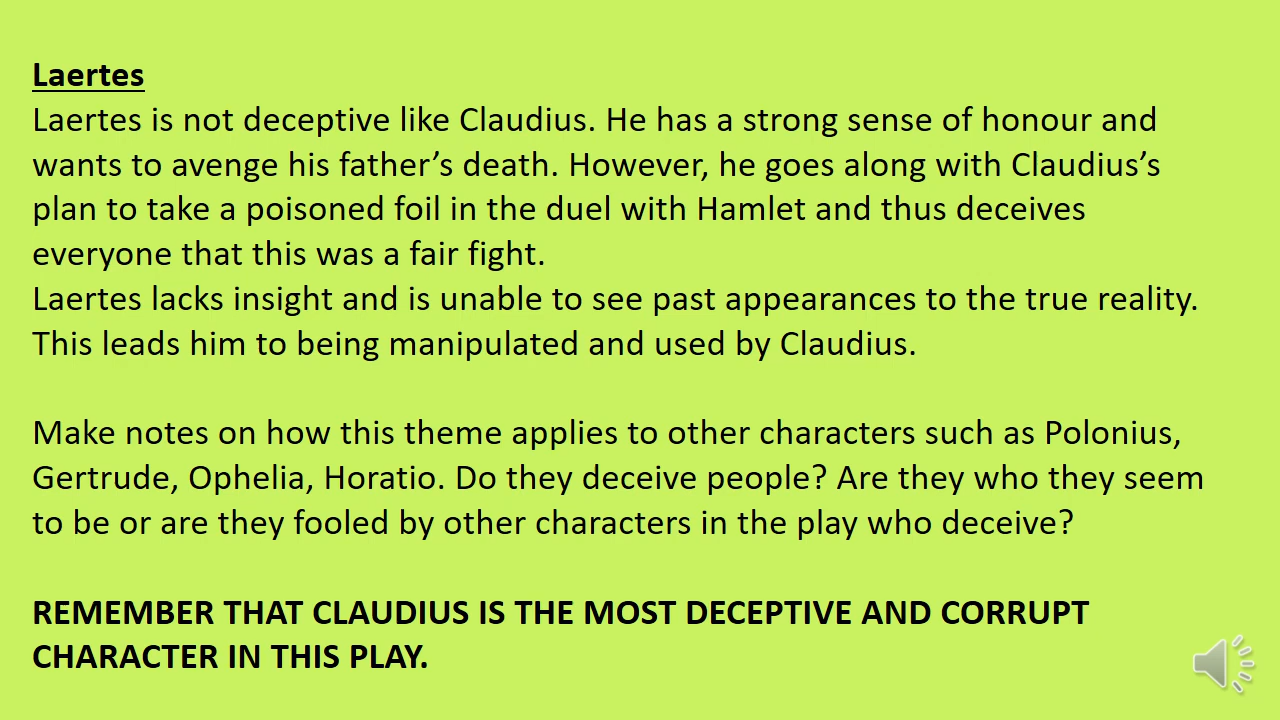 Laertes
Laertes is not deceptive like Claudius. He has a strong sense of honour and
wants to avenge his father’s death. However, he goes along with Claudius’s
plan to take a poisoned foil in the duel with Hamlet and thus deceives
everyone that this was a fair fight.
Laertes lacks insight and is unable to see past appearances to the true reality.
This leads him to being manipulated and used by Claudius.
Make notes on how this theme applies to other characters such as Polonius,
Gertrude, Ophelia, Horatio. Do they deceive people? Are they who they seem
to be or are they fooled by other characters in the play who deceive?
REMEMBER THAT CLAUDIUS IS THE MOST DECEPTIVE AND CORRUPT
CHARACTER IN THIS PLAY.